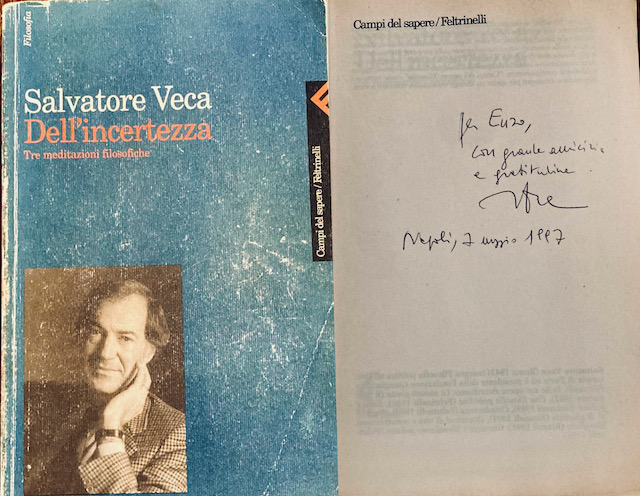 Filosofia
Salvatore Veca
Dell'incertezza
Tre meditazioni filosofiche
Campi del sapere / Feltrinelli
Campi del sapere / Feltrinelli
per Enzo,
con grande amicizia
e gratitudine.
Napoli, 7 maggio 1997